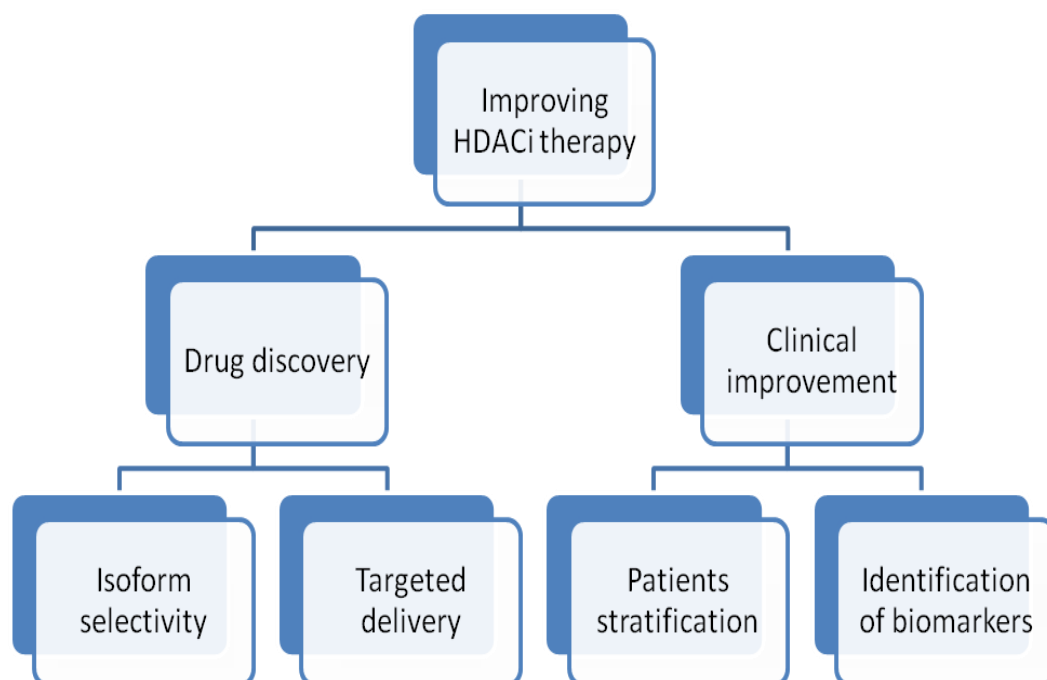 Improving
HDACi therapy
Drug discovery
Clinical
improvement
Isoform
selectivity
Targeted
delivery
Patients
stratification
Identification
of biomarkers